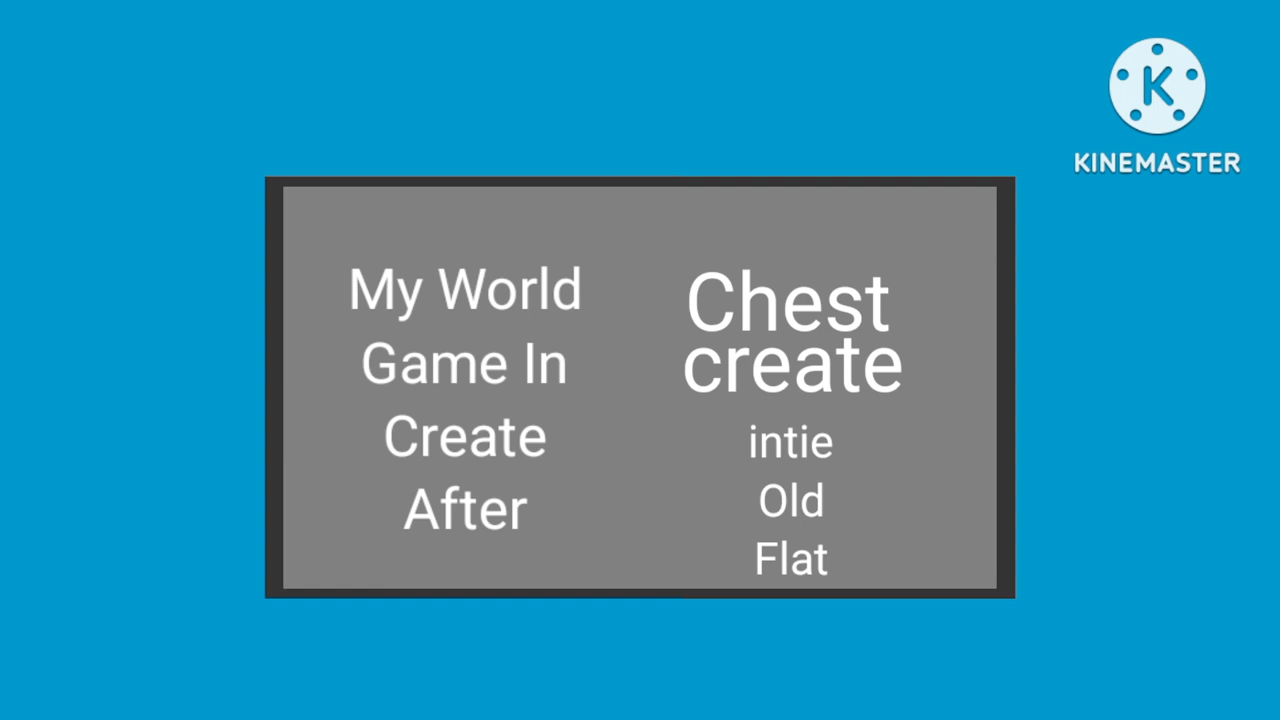 K
KINEMASTER
My World
Game In
Create
After
Chest
create
intie
Old
Flat